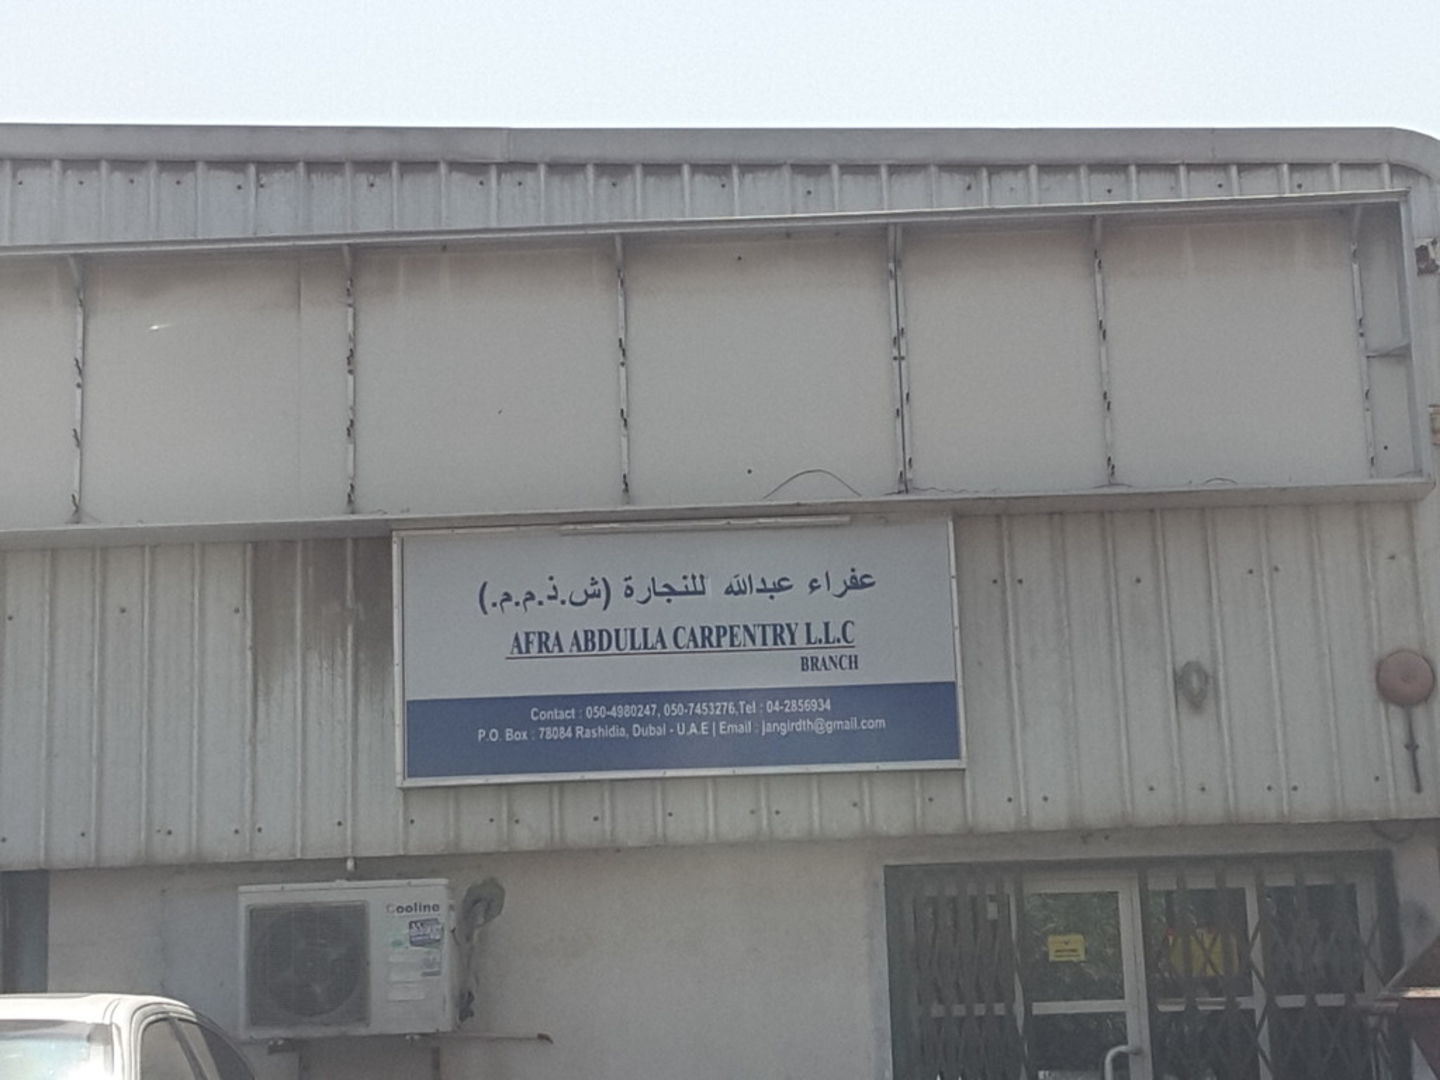 عفراء عبدالله للنجارة (ش.ذ.م.م.)
AFRA ABDULLA CARPENTRY L.L.C
BRANCH
Contact : 050-4980247, 050-7453276,Tel : 04-2856934
P.O. Box : 78084 Rashidia, Dubai - U.A.E | Email : jangirdth@gmail.com
Cooline